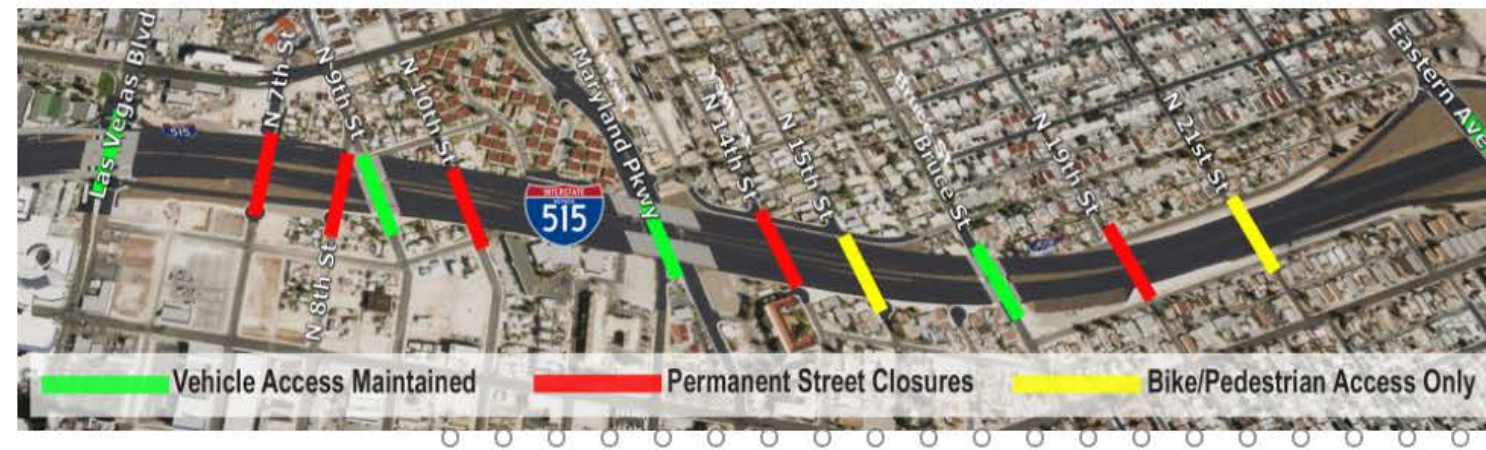 Las Vegas Blvd
515
N 7th St
N 8th St
N 9th St
N 10th St
INTERSTATE
515
Maryland Pkwy
N 14th St
N 15th St
Bruce St
Bruce St
N 19th St
N 21st St
Eastern Ave
Vehicle Access Maintained
Permanent Street Closures
Bike/Pedestrian Access Only